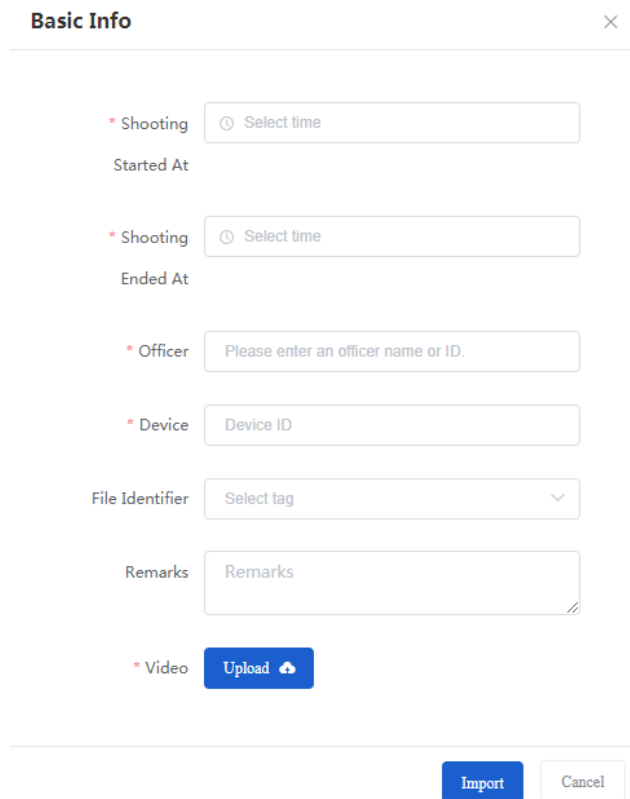 Basic Info
* Shooting Started At
Select time
* Shooting Ended At
Select time
* Officer
Please enter an officer name or ID.
* Device
Device ID
File Identifier
Select tag
Remarks
Remarks
* Video
Upload
Import
Cancel